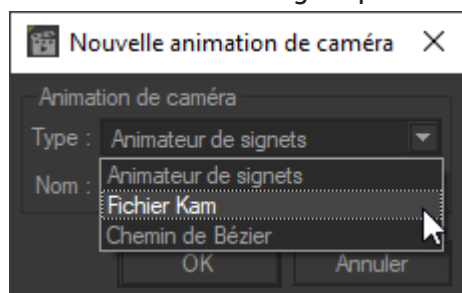 Nouvelle animation de caméra
Animation de caméra
Type : Animateur de signets
Nom :
Animateur de signets
Fichier Kam
Chemin de Bézier
OK Annuler